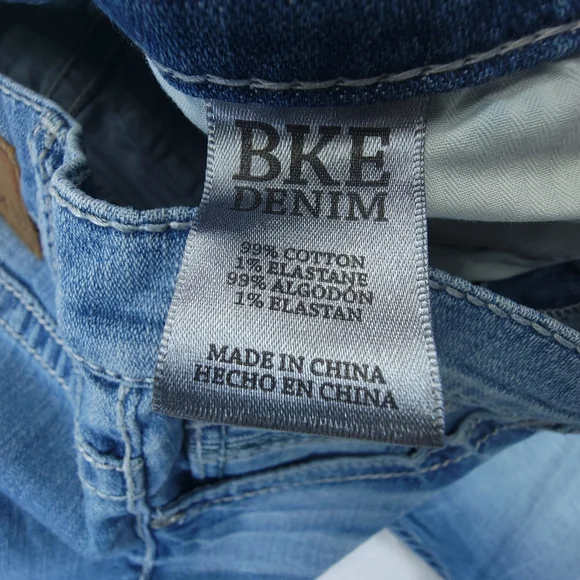 BKE
DENIM
99% COTTON
1% ELASTANE
99% ALGODÓN
1% ELASTAN
MADE IN CHINA
HECHO EN CHINA